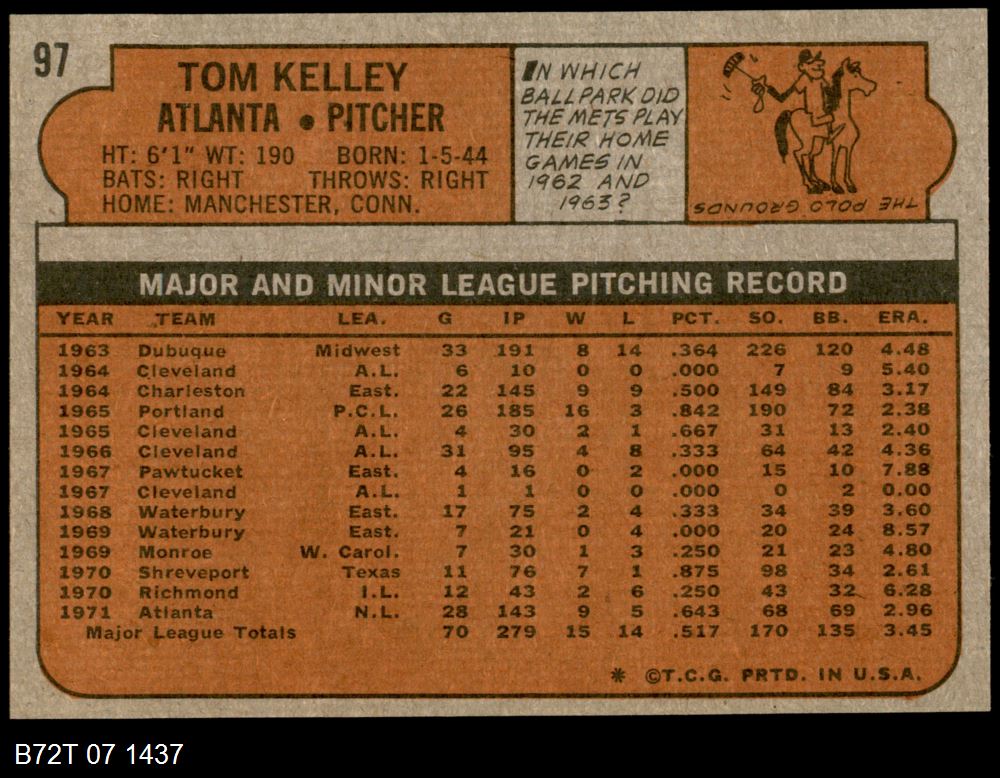 97
TOM KELLEY
ATLANTA • PITCHER
HT: 6'1" WT: 190 BORN: 1-5-44
BATS: RIGHT THROWS: RIGHT
HOME: MANCHESTER, CONN.
IN WHICH
BALLPARK DID
THE METS PLAY
THEIR HOME
GAMES IN
1962 AND
1963?
THE POLO GROUNDS
MAJOR AND MINOR LEAGUE PITCHING RECORD
YEAR TEAM LEA. G IP W L PCT. SO. BB. ERA.
1963 Dubuque Midwest 33 191 8 14 .364 226 120 4.48
1964 Cleveland A.L. 6 10 0 0 .000 7 9 5.40
1964 Charleston East. 22 145 9 9 .500 149 84 3.17
1965 Portland P.C.L. 26 185 16 3 .842 190 72 2.38
1965 Cleveland A.L. 4 30 2 1 .667 31 13 2.40
1966 Cleveland A.L. 31 95 4 8 .333 64 42 4.36
1967 Pawtucket East. 4 16 0 2 .000 15 10 7.88
1967 Cleveland A.L. 1 1 0 0 .000 0 2 0.00
1968 Waterbury East. 17 75 2 4 .333 34 39 3.60
1969 Waterbury East. 7 21 0 4 .000 20 24 8.57
1969 Monroe W. Carol. 7 30 1 3 .250 21 23 4.80
1970 Shreveport Texas 11 76 7 1 .875 98 34 2.61
1970 Richmond I.L. 12 43 2 6 .250 43 32 6.28
1971 Atlanta N.L. 28 143 9 5 .643 68 69 2.96
Major League Totals 70 279 15 14 .517 170 135 3.45
* ©T.C.G. PRTD. IN U.S.A.
B72T 07 1437